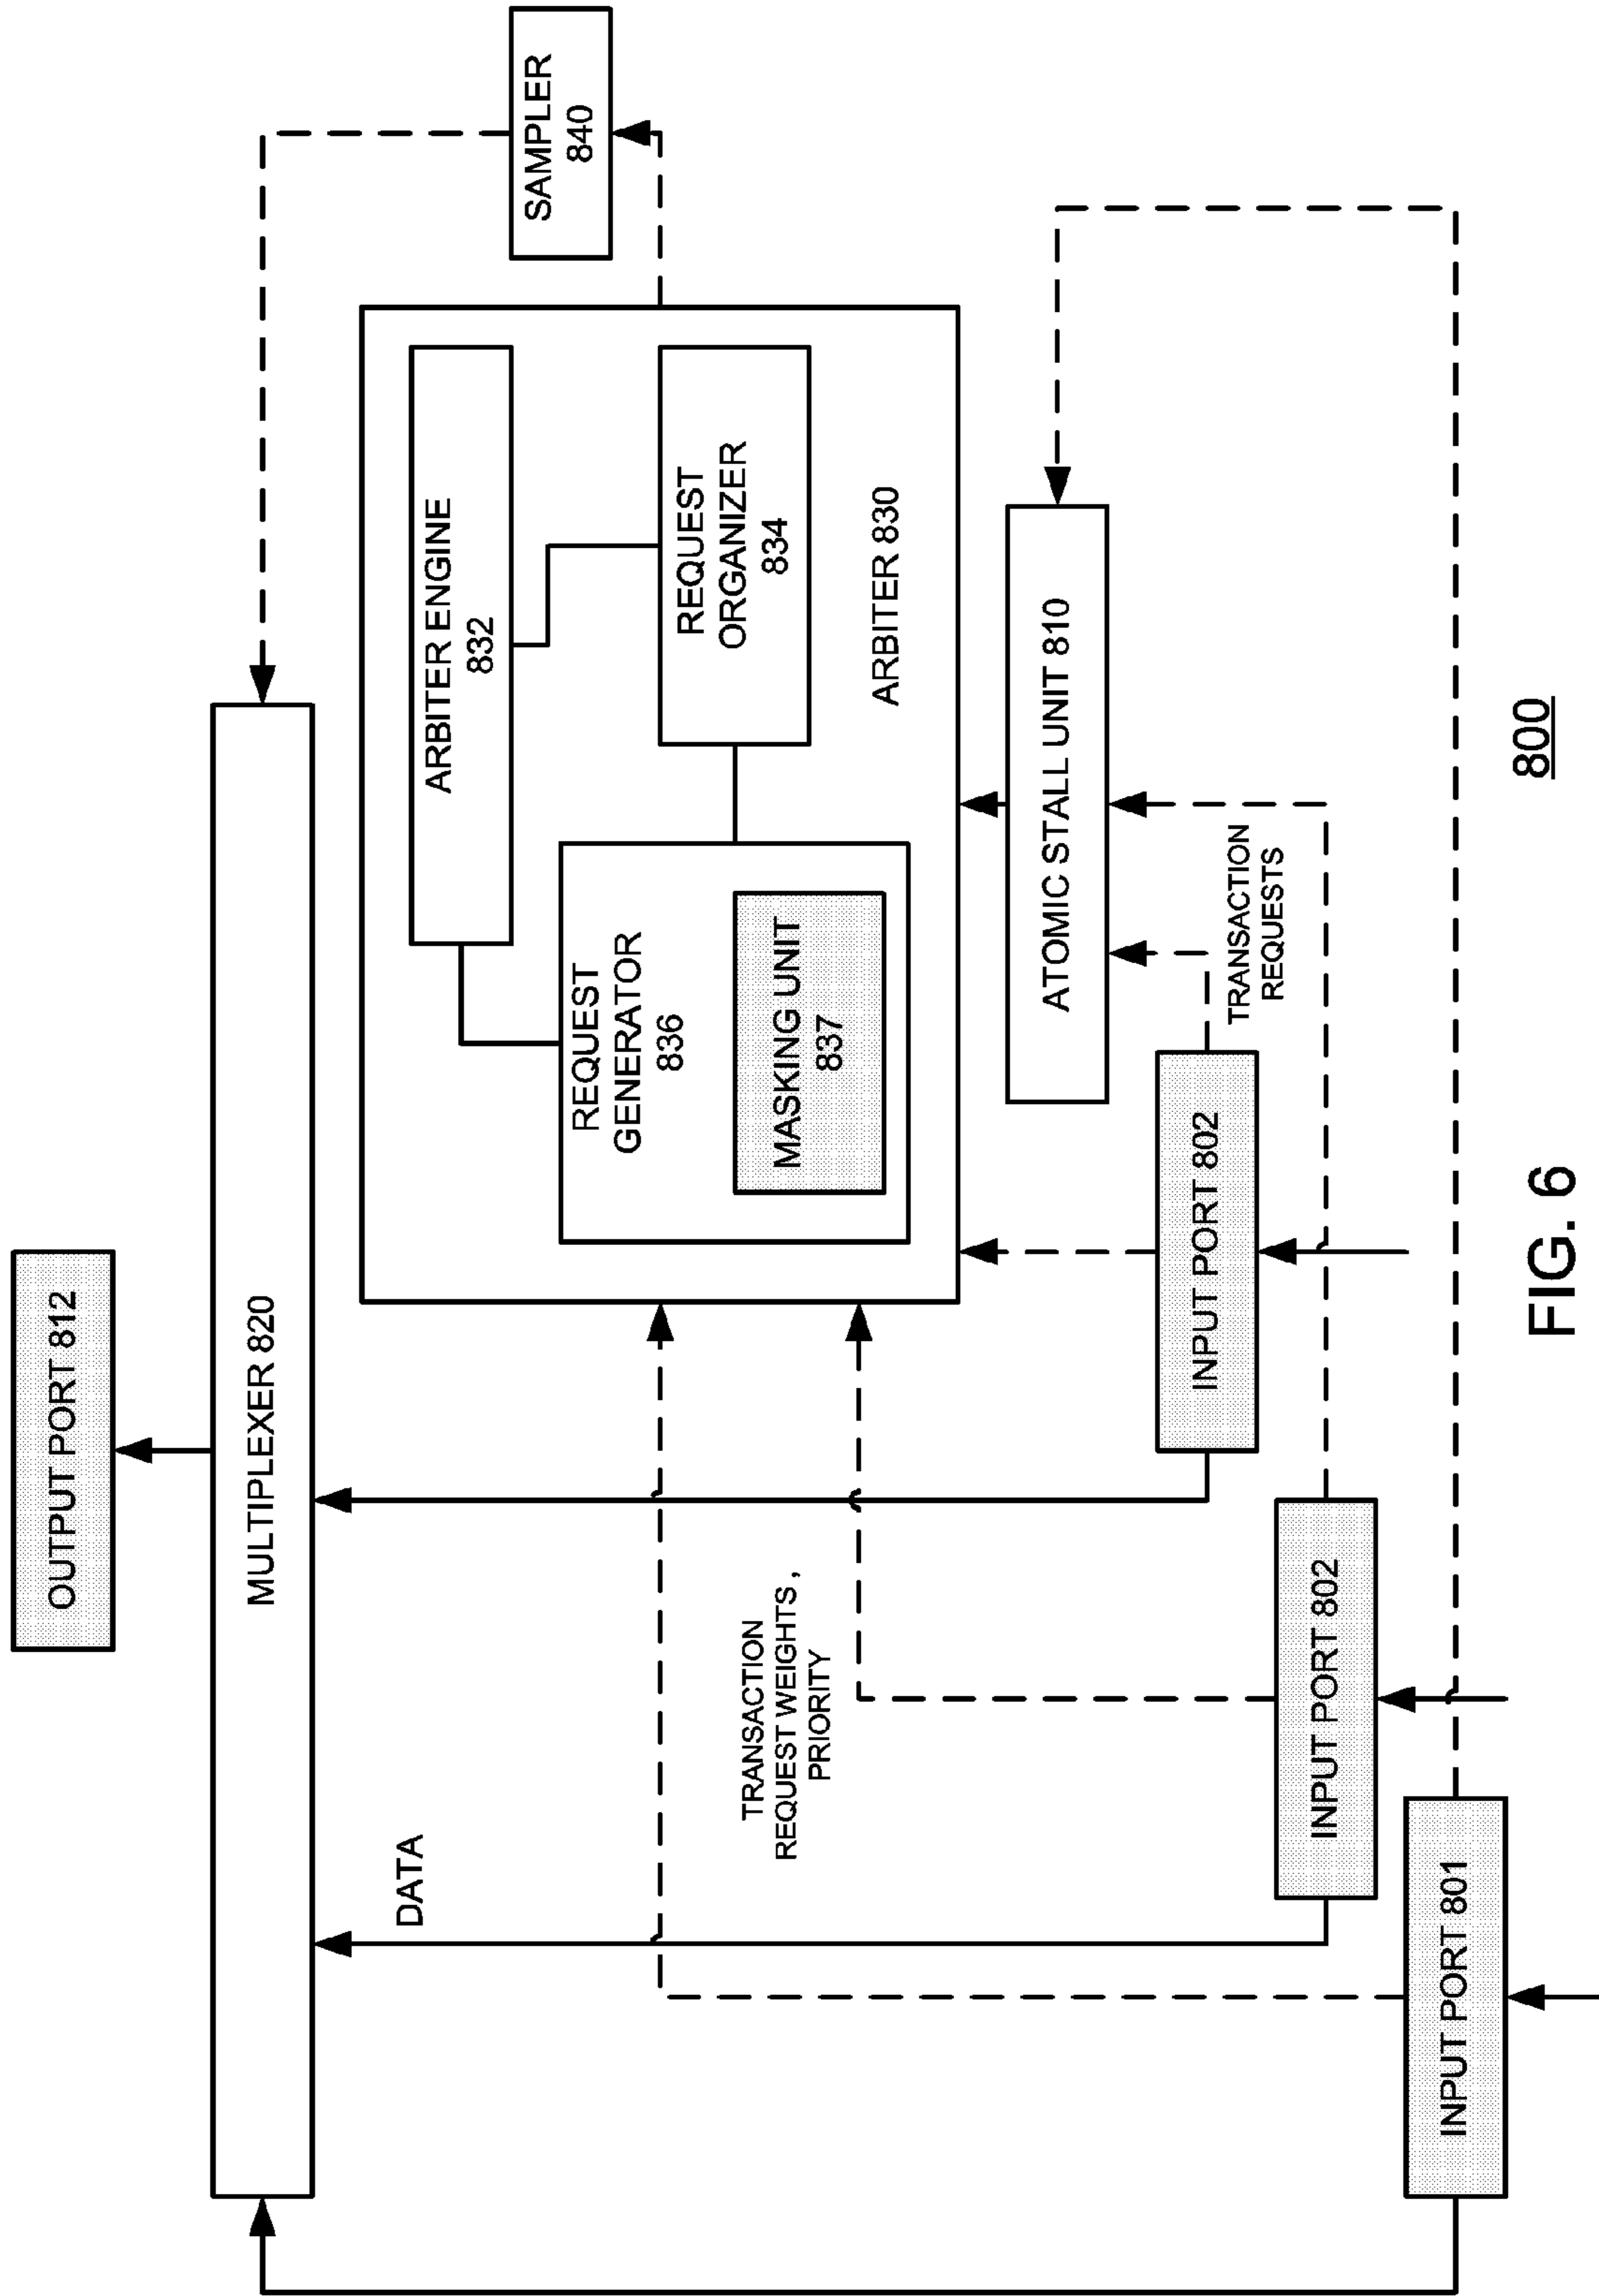 OUTPUT PORT 812
MULTIPLEXER 820
SAMPLER
840
ARBITER ENGINE
832
REQUEST
ORGANIZER
834
REQUEST
GENERATOR
836
MASKING UNIT
837
ARBITER 830
DATA
TRANSACTION
REQUEST WEIGHTS,
PRIORITY
ATOMIC STALL UNIT 810
TRANSACTION
REQUESTS
INPUT PORT 802
INPUT PORT 802
INPUT PORT 801
800
FIG. 6